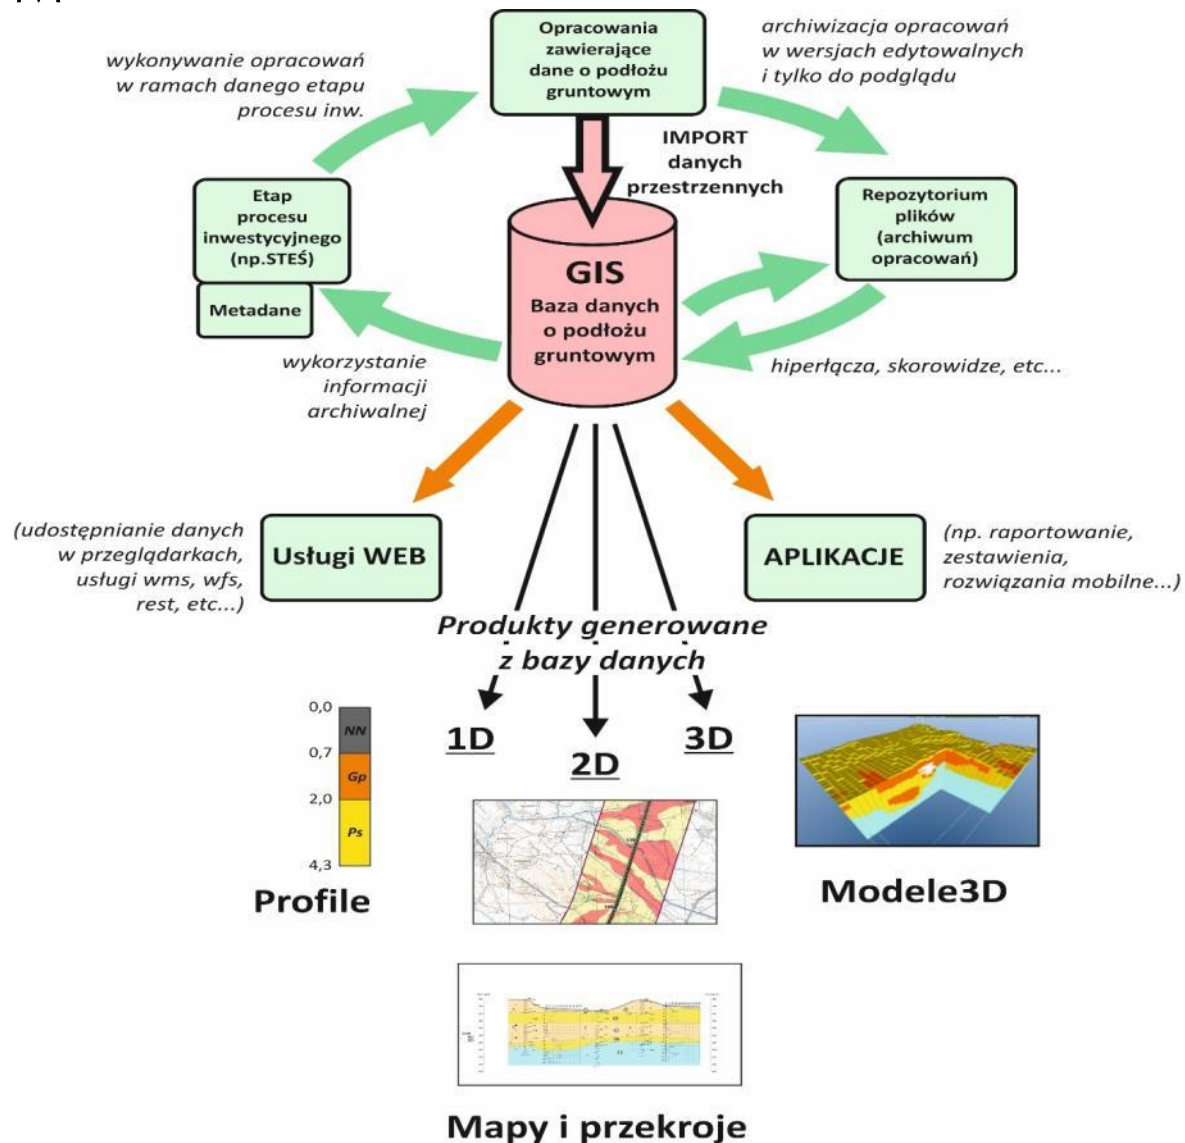 Opracowania
zawierające
dane o podłożu
gruntowym
archiwizacja opracowań
w wersjach edytowalnych
i tylko do podglądu
wykonywanie opracowań
w ramach danego etapu
procesu inw.
IMPORT
danych
przestrzennych
Etap
procesu
inwestycyjnego
(np.STEŚ)
Metadane
Repozytorium
plików
(archiwum
opracowań)
GIS
Baza danych
o podłożu
gruntowym
wykorzystanie
informacji
archiwalnej
hiperłącza, skorowidze, etc...
(udostępnianie danych
w przeglądarkach,
usługi wms, wfs,
rest, etc...)
Usługi WEB
APLIKACJE
(np. raportowanie,
zestawienia,
rozwiązania mobilne...)
Produkty generowane
z bazy danych
0,0
NN
0,7
Gp
2,0
Ps
4,3
Profile
1D
2D
3D
Modele3D
Mapy i przekroje